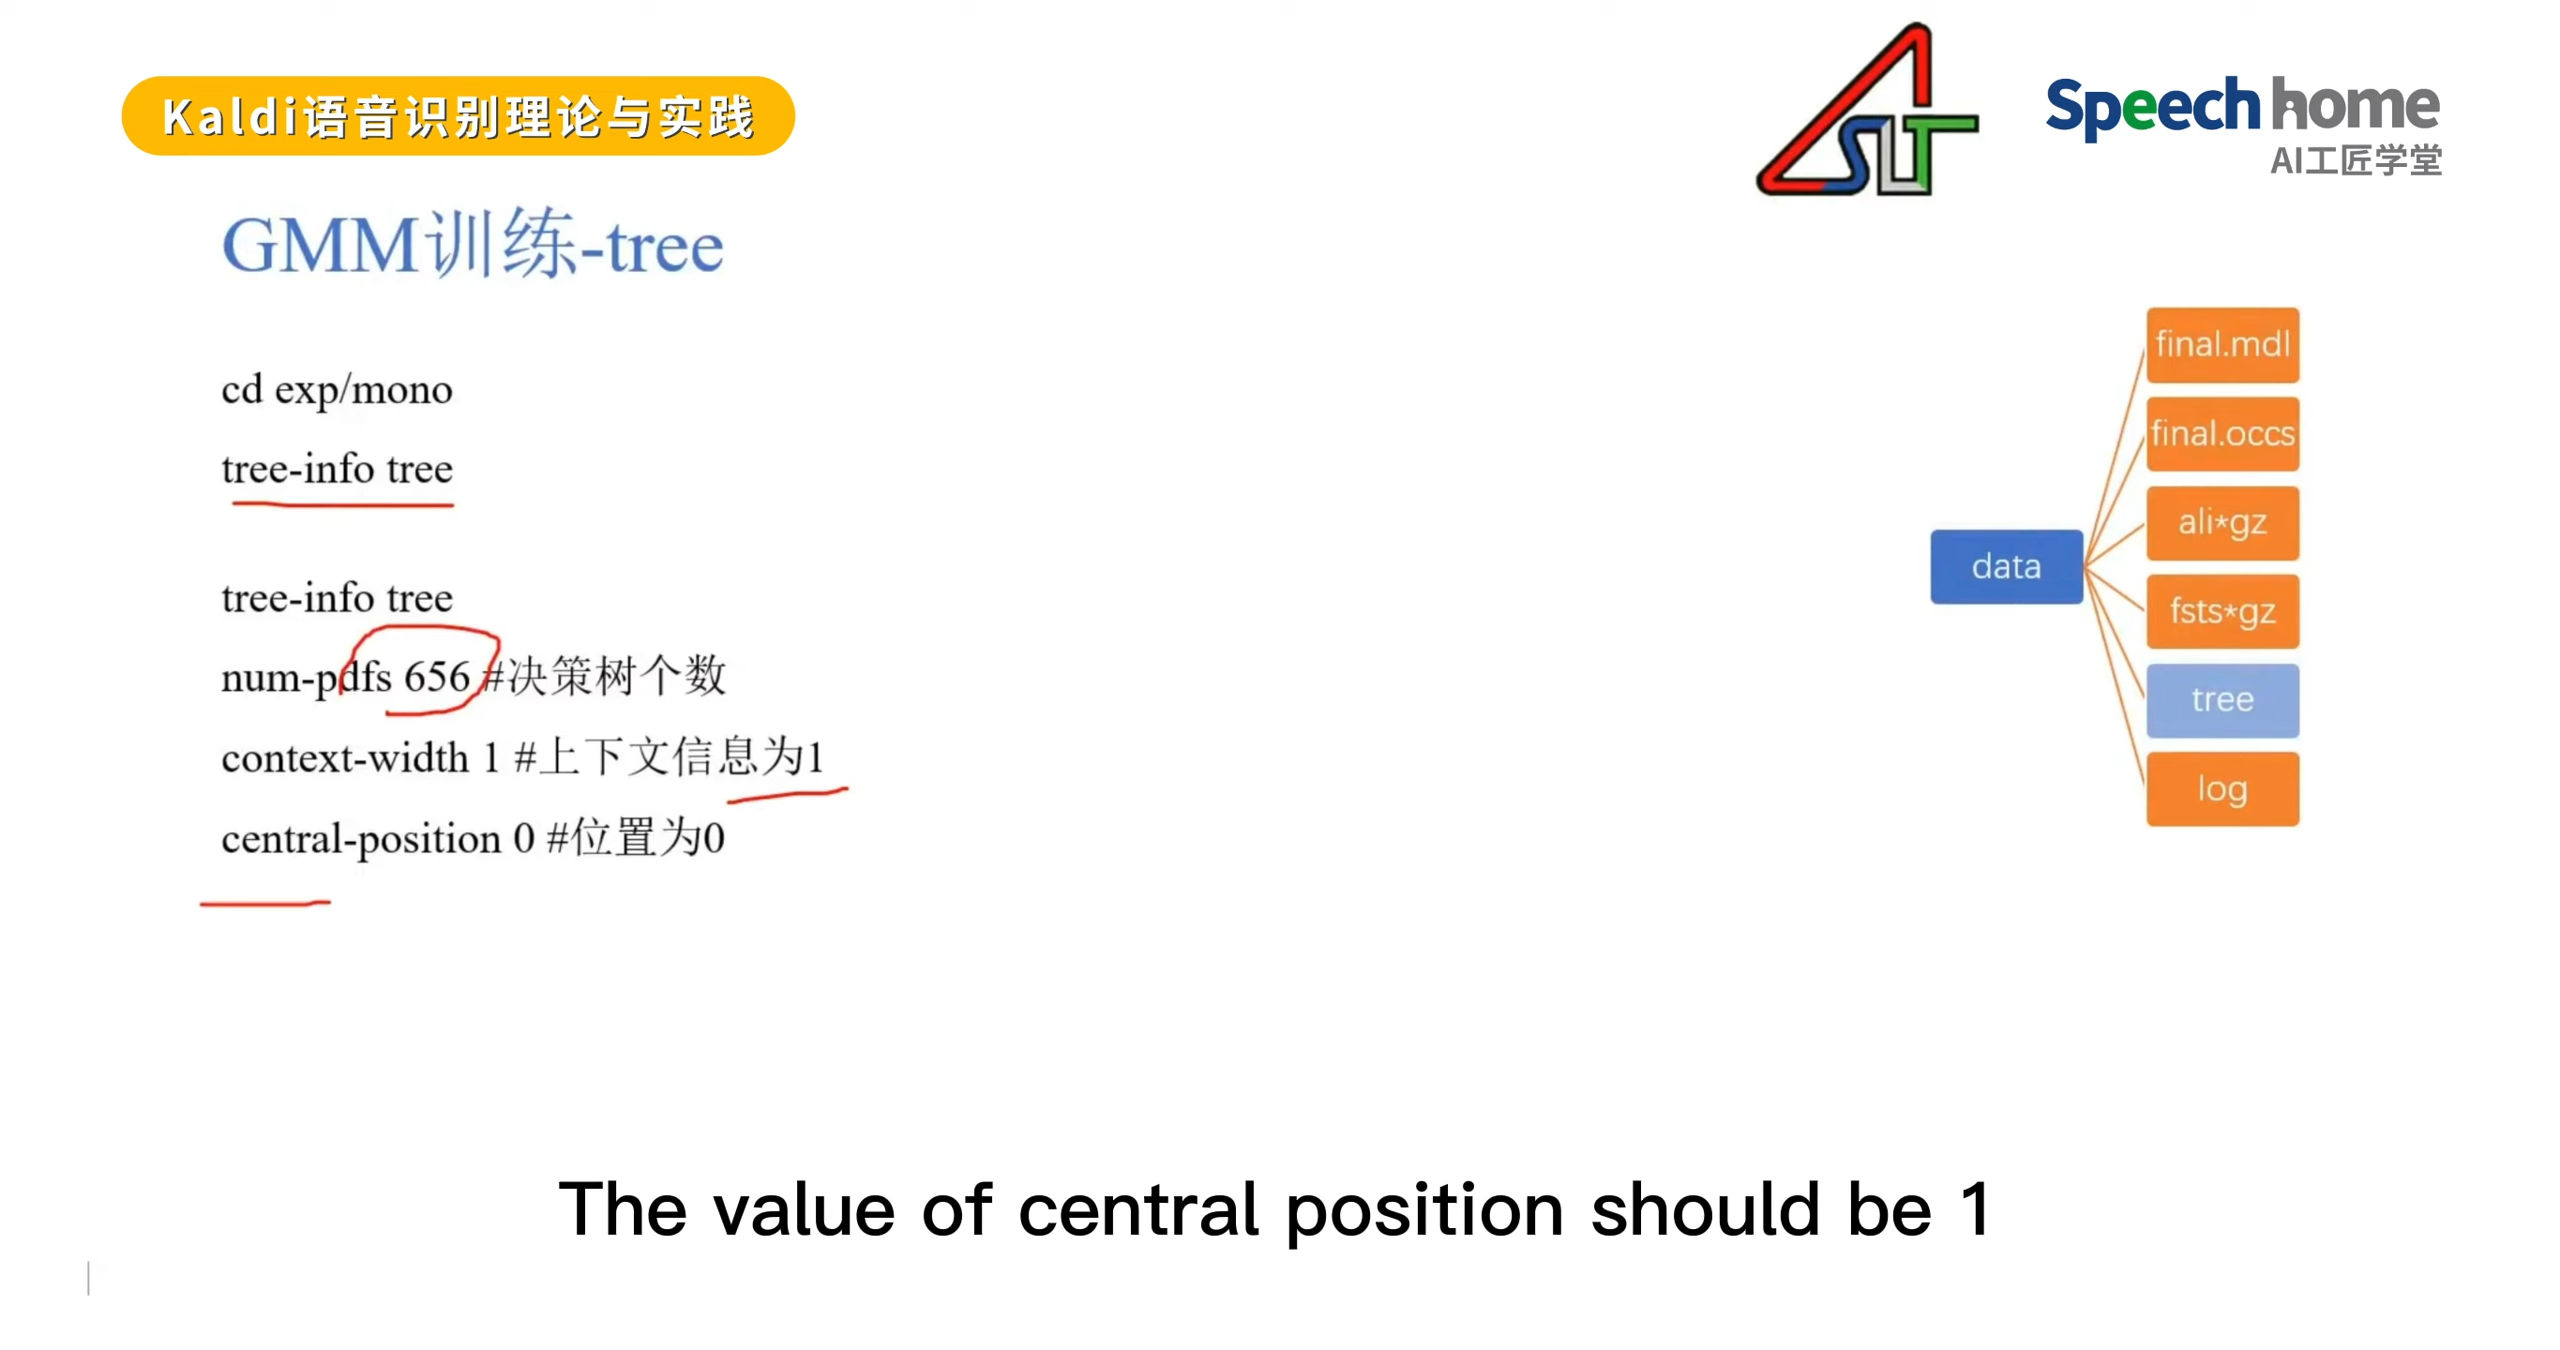 Kaldi语音识别理论与实践
ASLT
Speechhome
AI工匠学堂
GMM训练-tree
cd exp/mono
tree-info tree
tree-info tree
num-pdfs 656 #决策树个数
context-width 1 #上下文信息为1
central-position 0 #位置为0
data
final.mdl
final.occs
ali*gz
fsts*gz
tree
log
The value of central position should be 1